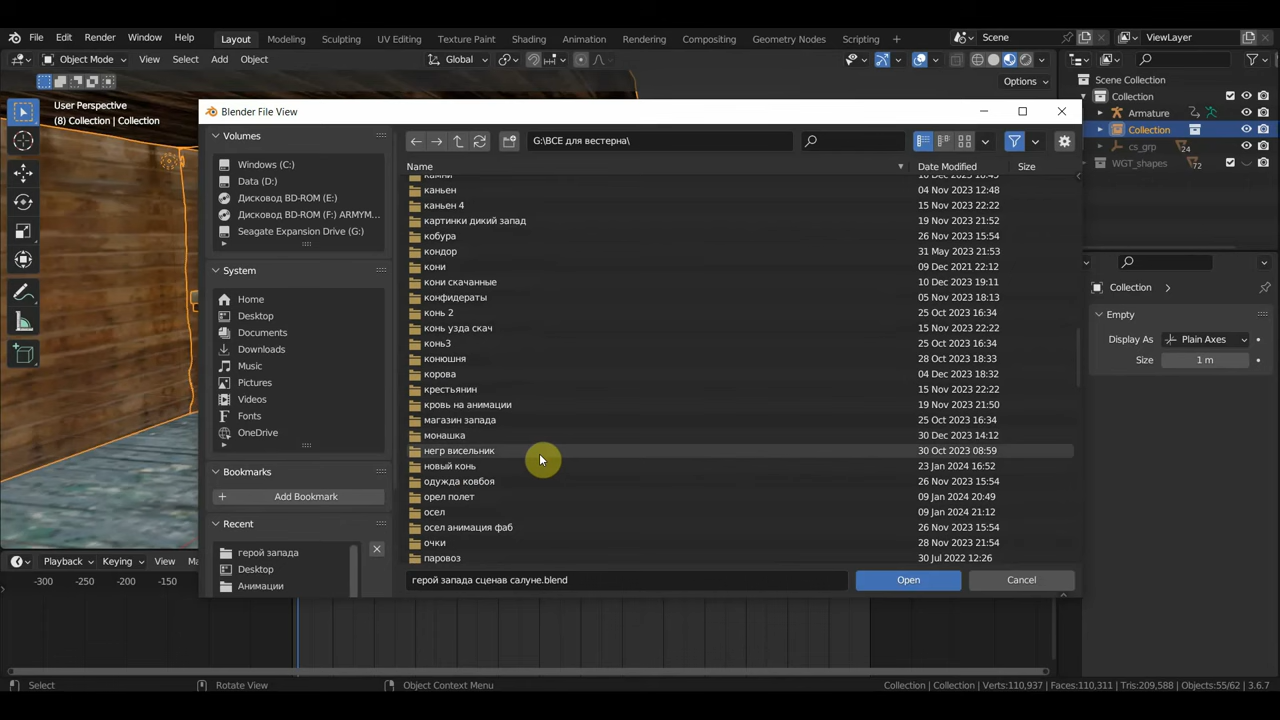 File Edit Render Window Help Layout Modeling Sculpting UV Editing Texture Paint Shading Animation Rendering Compositing Geometry Nodes Scripting + Scene ViewLayer
Object Mode View Select Add Object Global
Options
User Perspective
(8) Collection | Collection
Scene Collection
Collection
Armature
Collection
cs_grp 24
WGT_shapes 72
Collection
Empty
Display As Plain Axes
Size 1 m
Blender File View
Volumes
Windows (C:)
Data (D:)
Дисковод BD-ROM (E:)
Дисковод BD-ROM (F:) ARMYM...
Seagate Expansion Drive (G:)
System
Home
Desktop
Documents
Downloads
Music
Pictures
Videos
Fonts
OneDrive
Bookmarks
+ Add Bookmark
Recent
герой запада
Desktop
Анимации
G:\ВСЕ для вестерна\
Name Date Modified Size
каньен 04 Nov 2023 12:48
каньен 4 15 Nov 2023 22:22
картинки дикий запад 19 Nov 2023 21:52
кобура 26 Nov 2023 15:54
кондор 31 May 2023 21:53
кони 09 Dec 2021 22:12
кони скачанные 10 Dec 2023 19:11
конфидераты 05 Nov 2023 18:13
конь 2 25 Oct 2023 16:34
конь узда скач 15 Nov 2023 22:22
конь3 25 Oct 2023 16:34
конюшня 28 Oct 2023 18:33
корова 04 Dec 2023 18:32
крестьянин 15 Nov 2023 22:22
кровь на анимации 19 Nov 2023 21:50
магазин запада 25 Oct 2023 16:34
монашка 30 Dec 2023 14:12
негр висельник 30 Oct 2023 08:59
новый конь 23 Jan 2024 16:52
одужда ковбоя 26 Nov 2023 15:54
орел полет 09 Jan 2024 20:49
осел 09 Jan 2024 21:12
осел анимация фаб 26 Nov 2023 15:54
очки 28 Nov 2023 21:54
паровоз 30 Jul 2022 12:26
герой запада сценав салуне.blend Open Cancel
Playback Keying View
-300 -250 -200 -150
Select Rotate View Object Context Menu Collection | Collection | Verts:110,937 | Faces:110,311 | Tris:209,588 | Objects:55/62 | 3.6.7